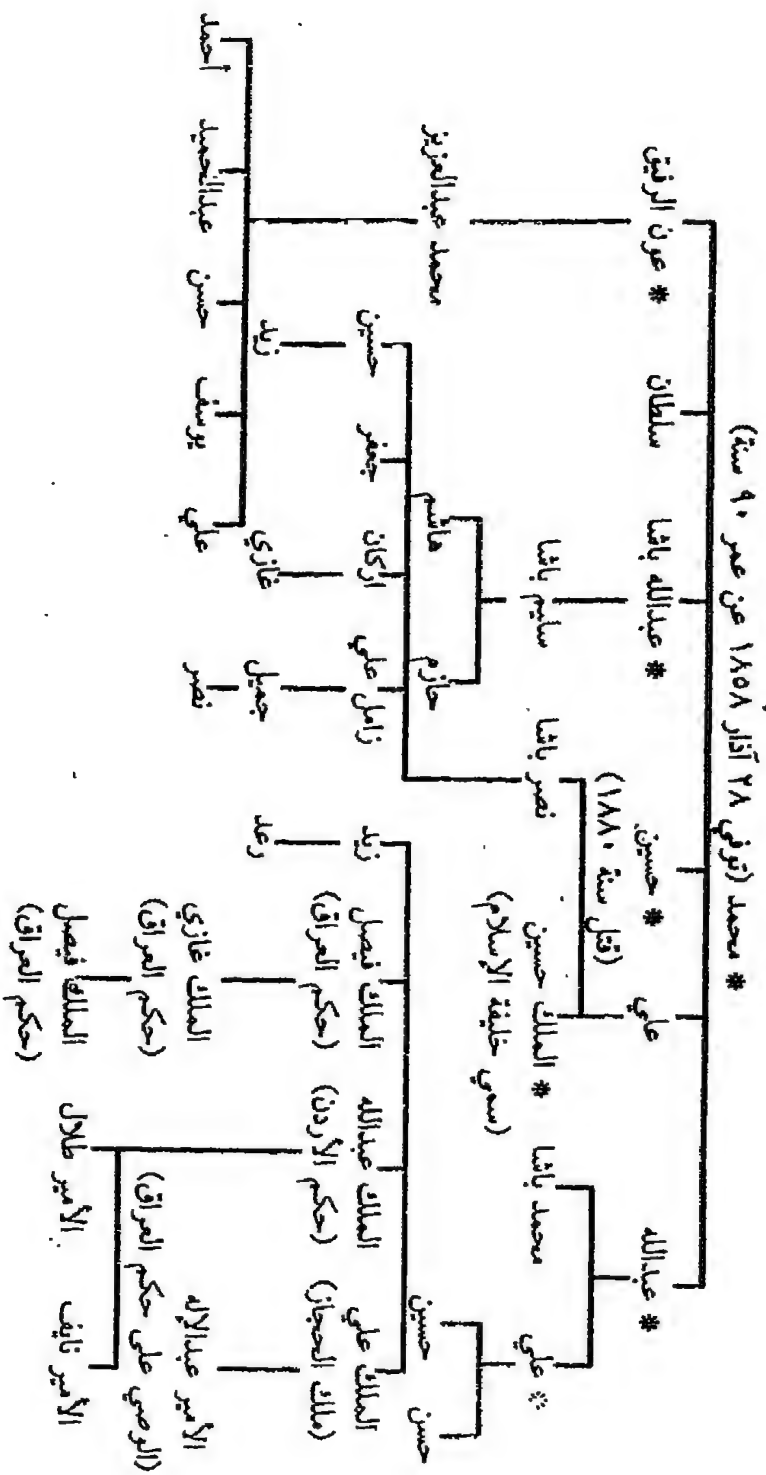 * محمد (توفي ٢٨ آذار ١٨٥٨ عن عمر ٩٠ سنة)
عبدالله *
علي
حسين *
(قتل سنة ١٨٨٠)
عبدالله باشا *
سلطان
عون الرفيق *
علي *
محمد باشا
الملك حسين *
(سمي خليفة الإسلام)
نصر باشا
سليم باشا
محمد عبدالعزيز
حسن
حسين
حازم
هاشم
الملك علي
(ملك الحجاز)
الملك عبدالله
(حكم الأردن)
الملك فيصل
(حكم العراق)
زيد
علي
زامل
اركان
جعفر
حسين
الأمير عبدالإله
(الوصي على حكم العراق)
الملك غازي
(حكم العراق)
رعد
جميل
غازي
زيد
الأمير نايف
الأمير طلال
الملك فيصل
(حكم العراق)
نصر
علي
يوسف
حسن
عبدالحميد
أحمد